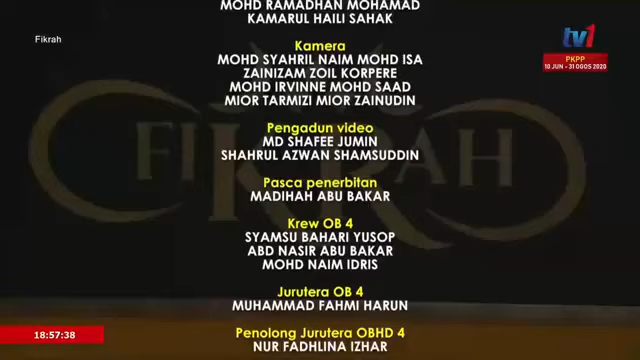 MOHD RAMADHAN MOHAMAD
KAMARUL HAILI SAHAK
Fikrah
tv1
PKPP
10 JUN - 31 OGOS 2020
Kamera
MOHD SYAHRIL NAIM MOHD ISA
ZAINIZAM ZOIL KORPERE
MOHD IRVINNE MOHD SAAD
MIOR TARMIZI MIOR ZAINUDIN
Pengadun video
MD SHAFEE JUMIN
SHAHRUL AZWAN SHAMSUDDIN
FIKRAH
Pasca penerbitan
MADIHAH ABU BAKAR
Krew OB 4
SYAMSU BAHARI YUSOP
ABD NASIR ABU BAKAR
MOHD NAIM IDRIS
Jurutera OB 4
MUHAMMAD FAHMI HARUN
18:57:38
Penolong Jurutera OBHD 4
NUR FADHLINA IZHAR